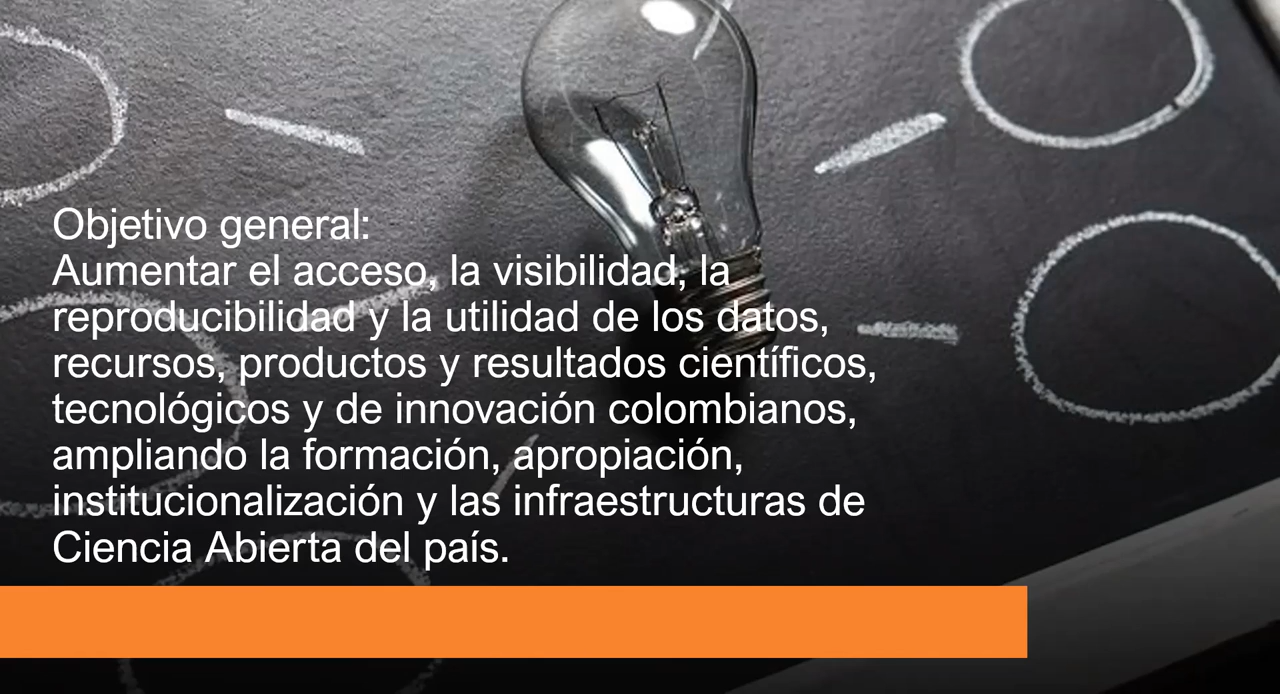 Objetivo general:
Aumentar el acceso, la visibilidad, la
reproducibilidad y la utilidad de los datos,
recursos, productos y resultados científicos,
tecnológicos y de innovación colombianos,
ampliando la formación, apropiación,
institucionalización y las infraestructuras de
Ciencia Abierta del país.